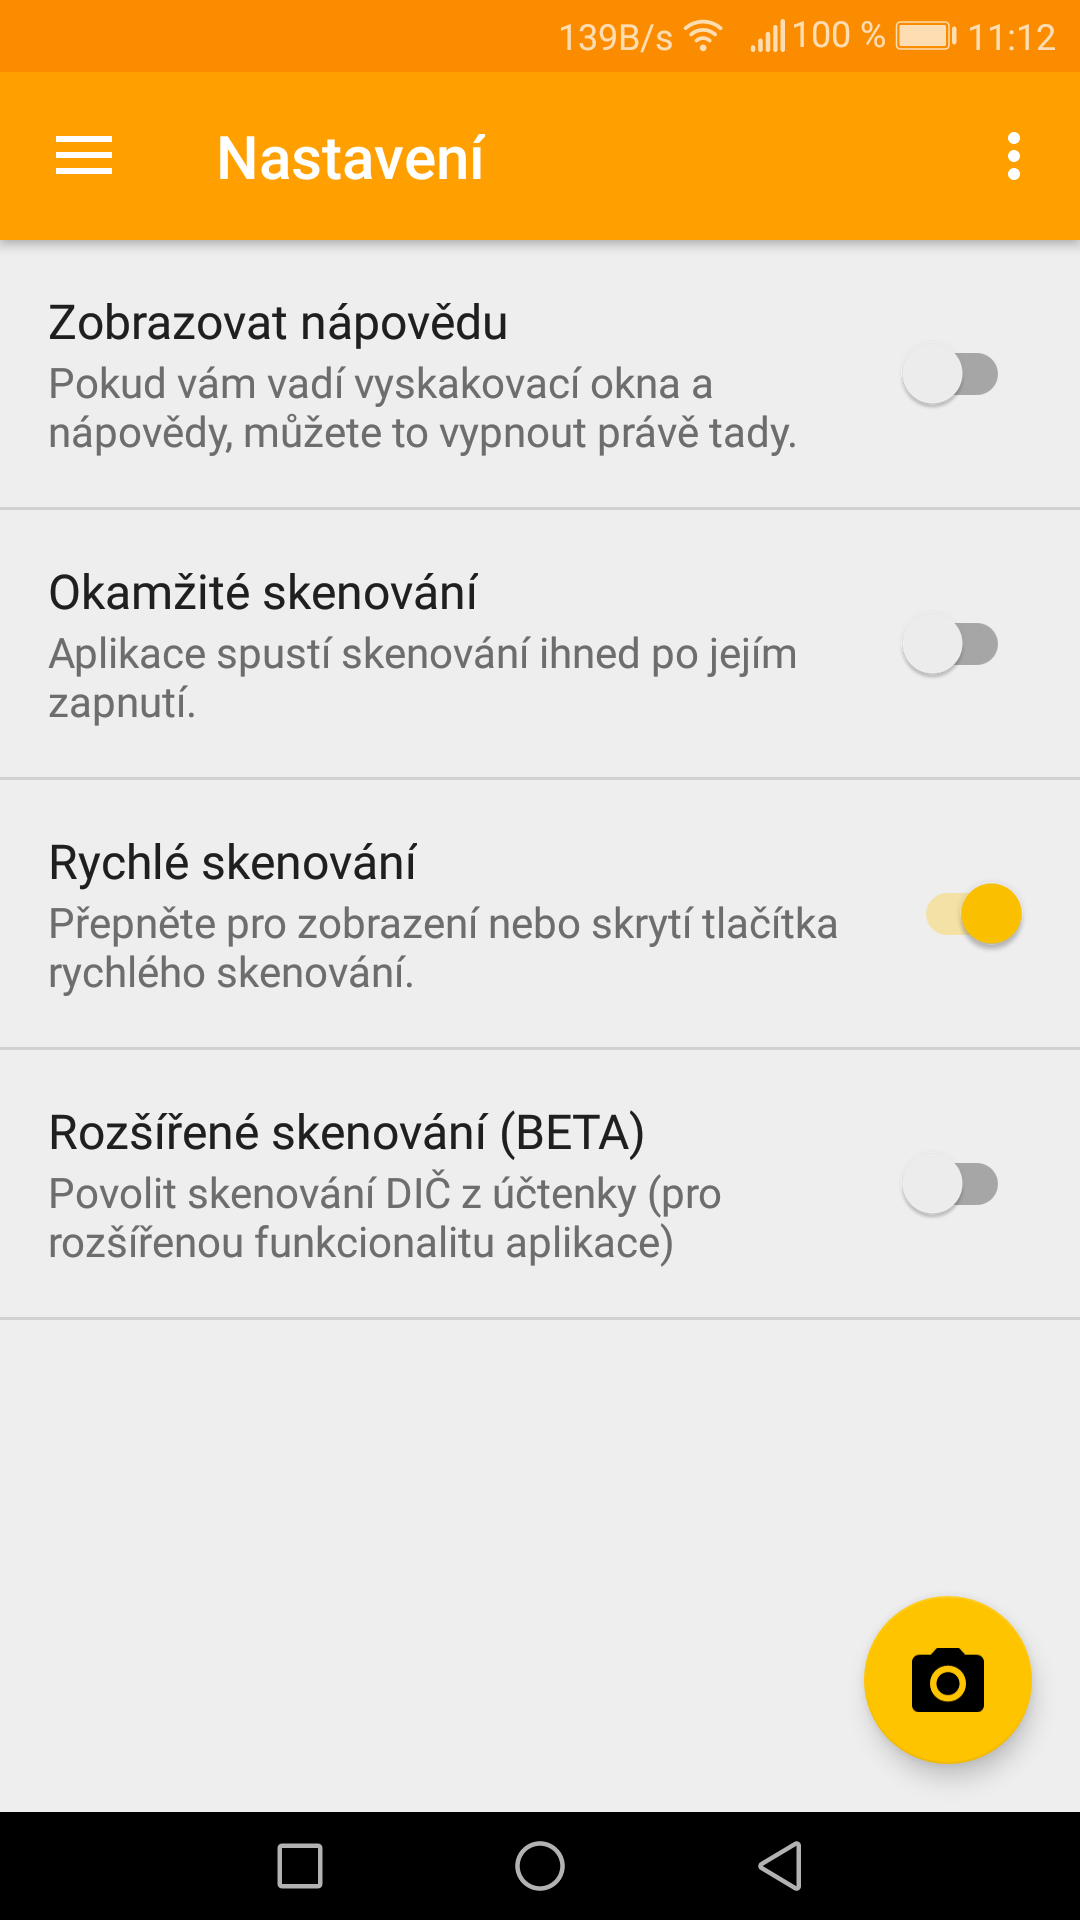 139B/s 100 % 11:12
Nastavení
Zobrazovat nápovědu
Pokud vám vadí vyskakovací okna a
nápovědy, můžete to vypnout právě tady.
Okamžité skenování
Aplikace spustí skenování ihned po jejím
zapnutí.
Rychlé skenování
Přepněte pro zobrazení nebo skrytí tlačítka
rychlého skenování.
Rozšířené skenování (BETA)
Povolit skenování DIČ z účtenky (pro
rozšířenou funkcionalitu aplikace)